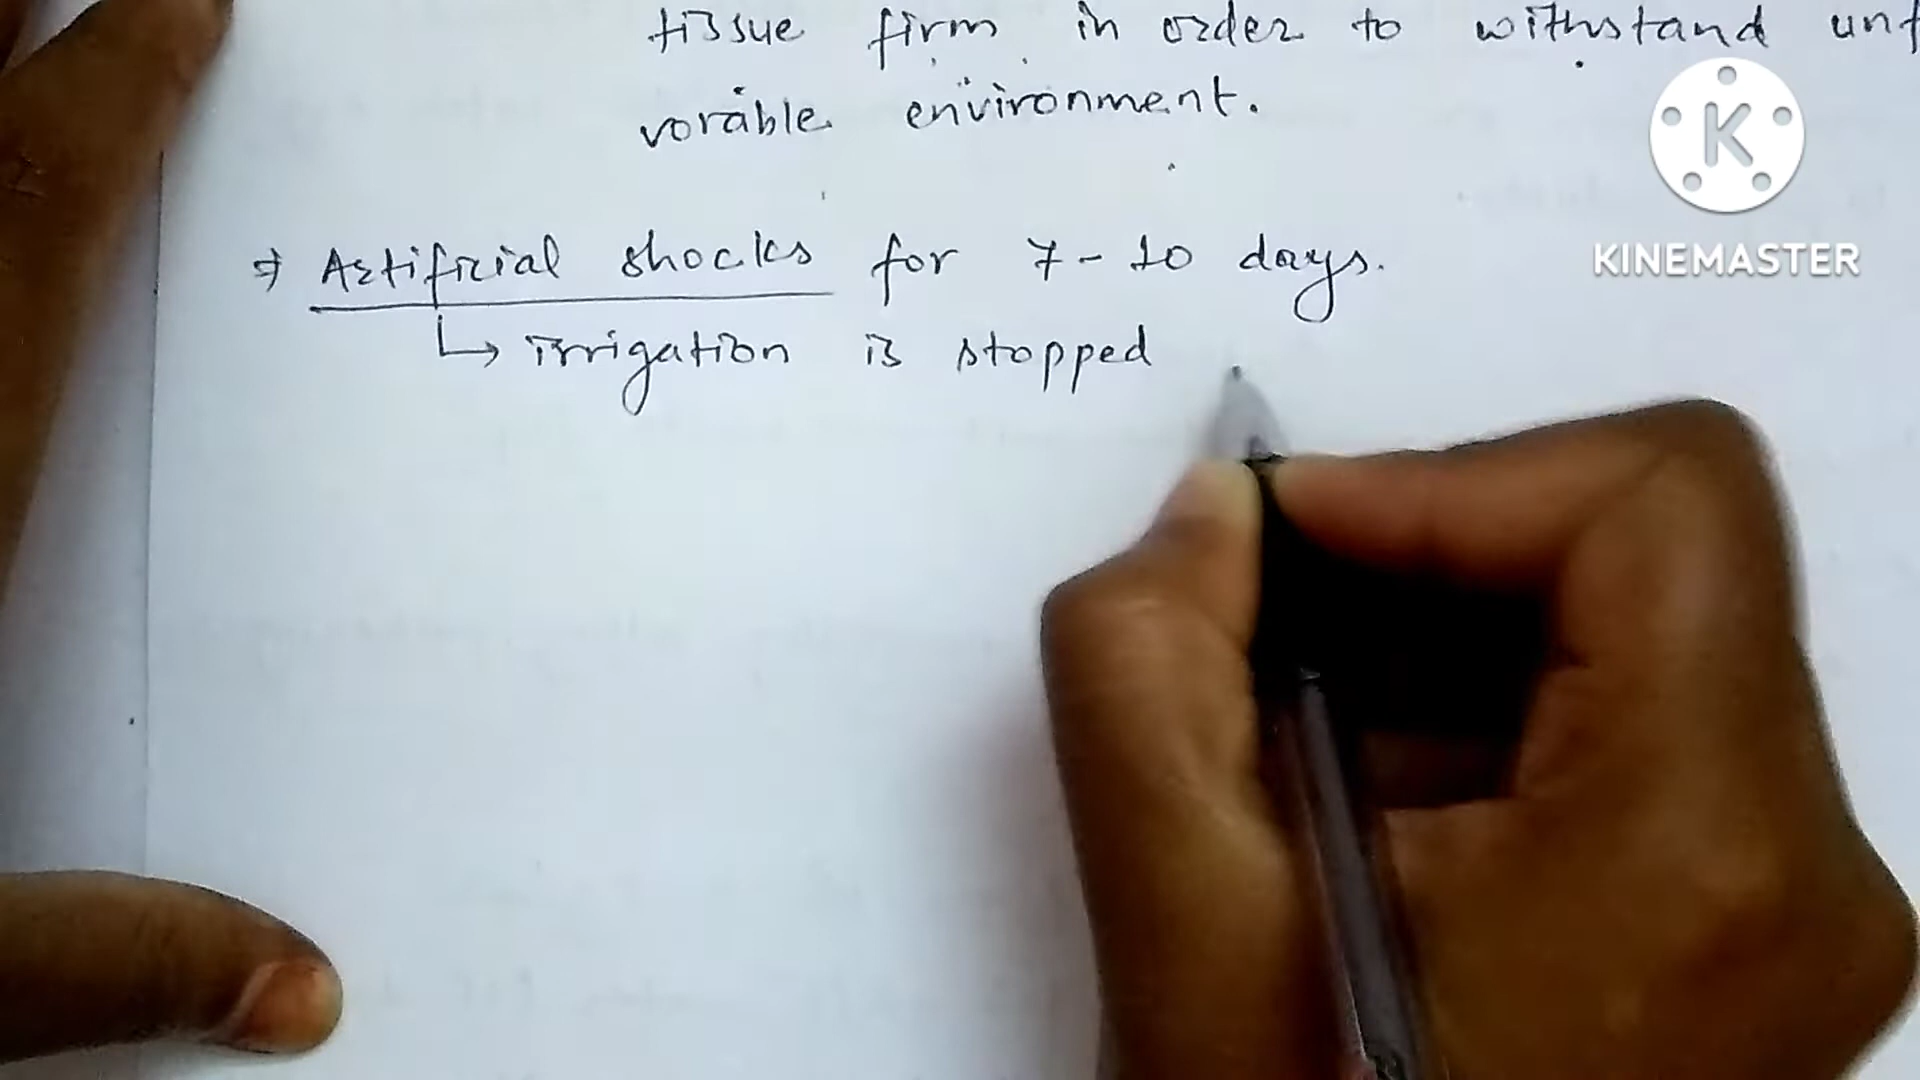 tissue firm in order to withstand unf
vorable environment.
⇒ Artificial shocks for 7-10 days.
↳ irrigation is stopped
K
KINEMASTER